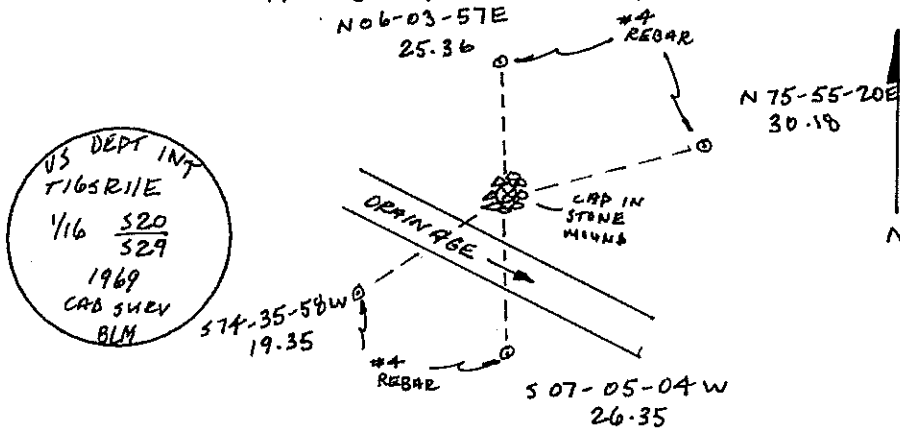 N06-03-57E
25.36
#4
REBAR
N 75-55-20E
30.18
US DEPT INT
T16SR11E
1/16 S20
S29
1969
CAD SURV
BLM
CAP IN
STONE
MOUND
DRAINAGE
S74-35-58W
19.35
#4
REBAR
S 07-05-04 W
26.35
N